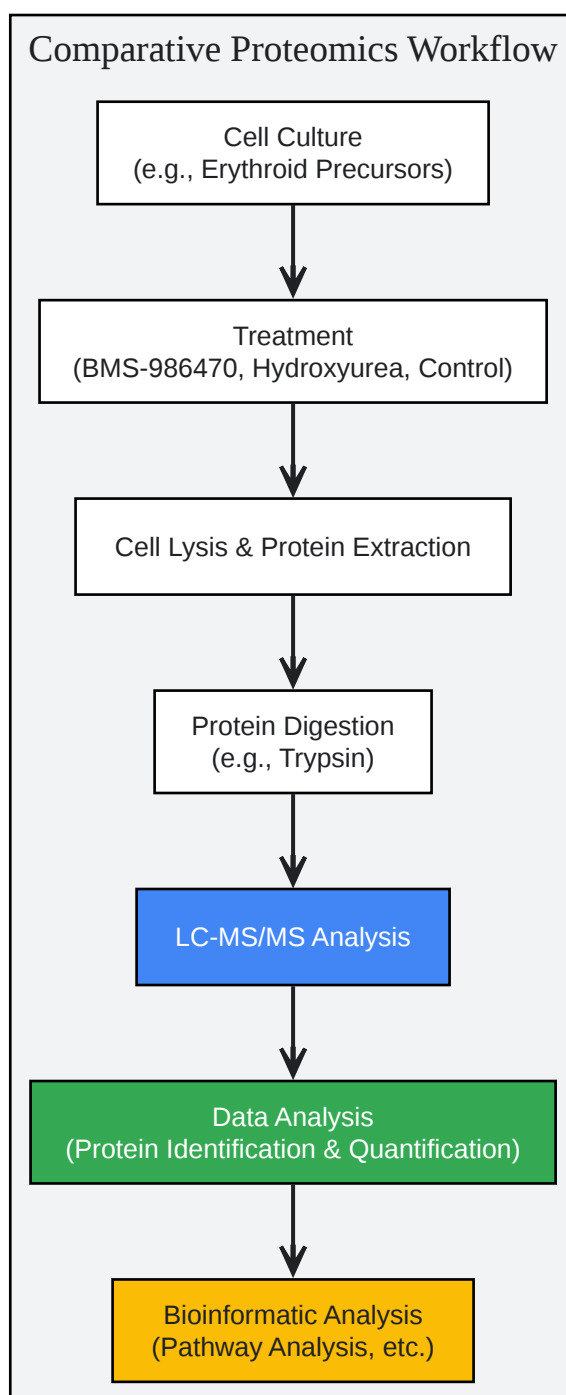 Comparative Proteomics Workflow
Cell Culture
(e.g., Erythroid Precursors)
Treatment
(BMS-986470, Hydroxyurea, Control)
Cell Lysis & Protein Extraction
Protein Digestion
(e.g., Trypsin)
LC-MS/MS Analysis
Data Analysis
(Protein Identification & Quantification)
Bioinformatic Analysis
(Pathway Analysis, etc.)